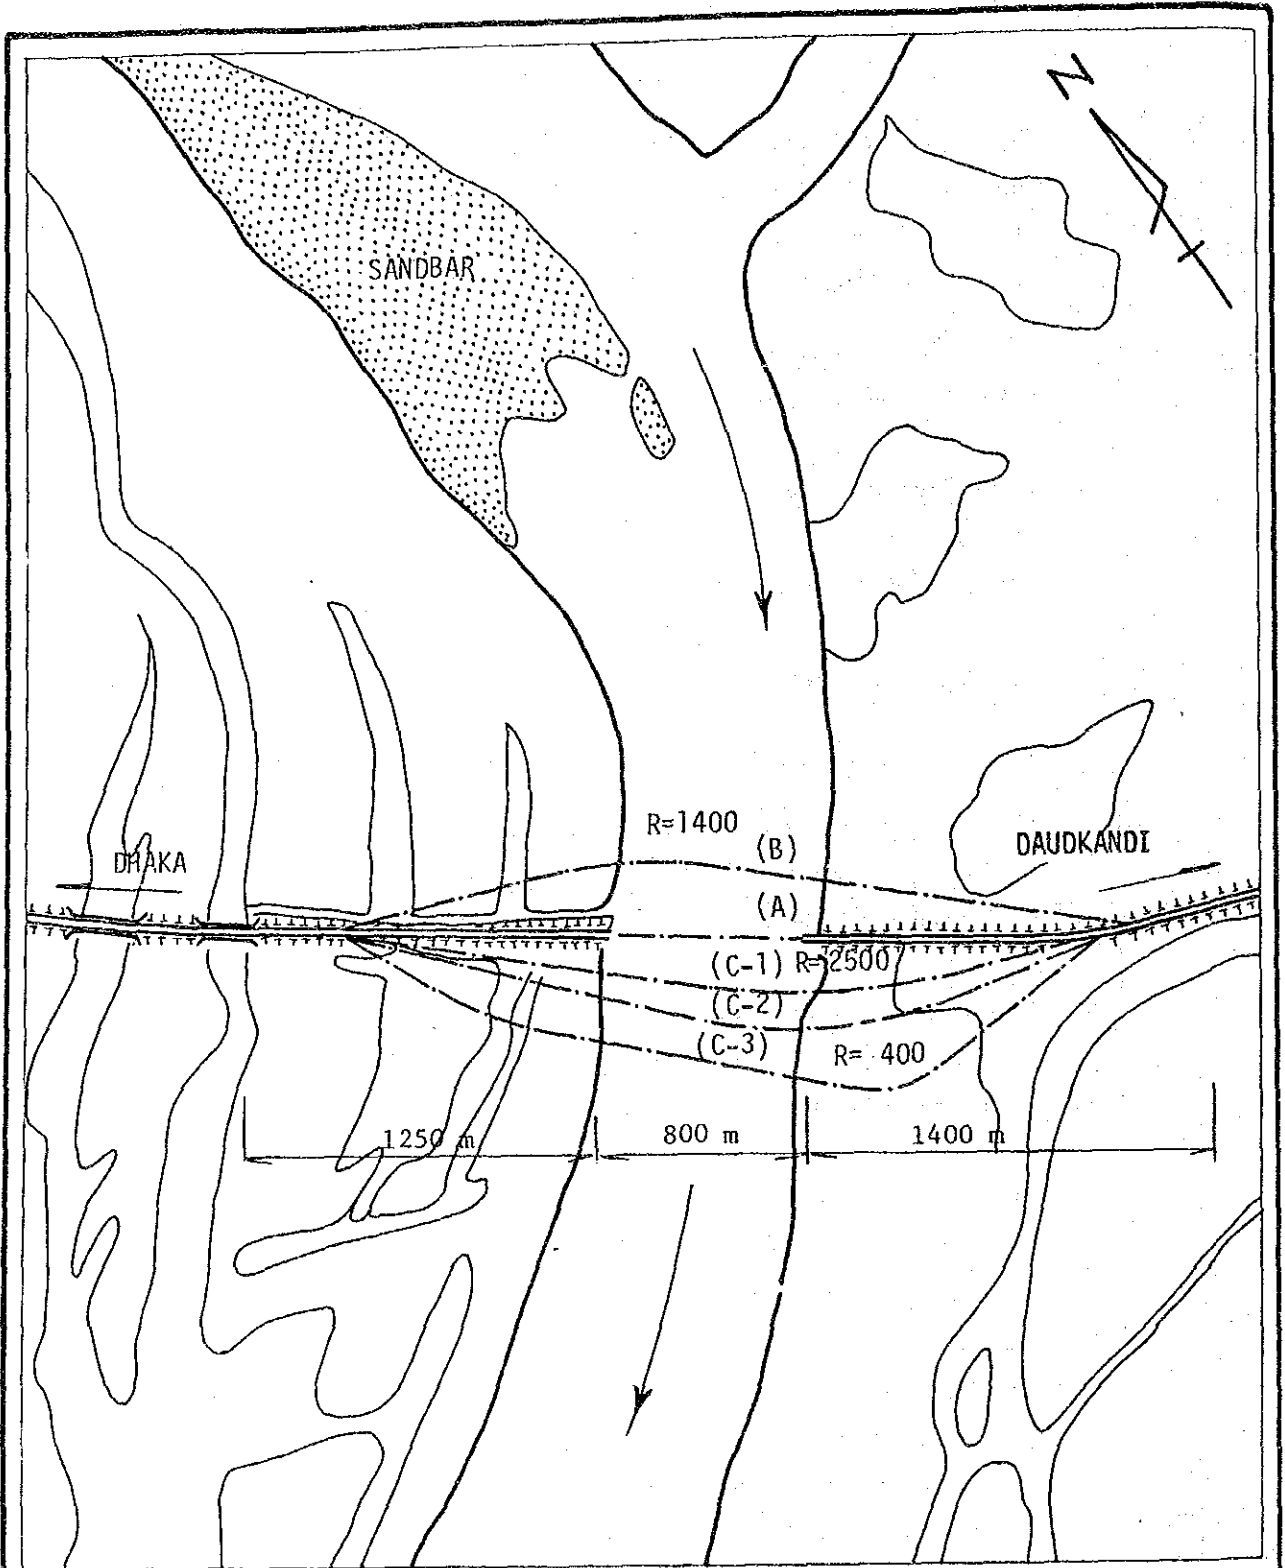 N
SANDBAR
R=1400
(B)
DAUDKANDI
DHAKA
(A)
(C-1) R=2500
(C-2)
(C-3)
R= 400
1250 m
800 m
1400 m